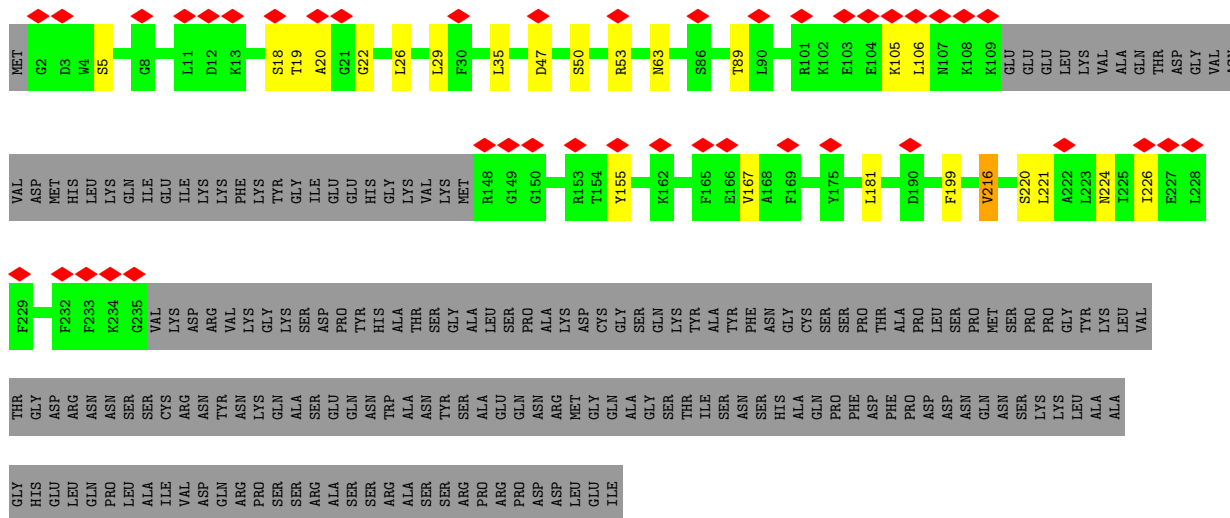 MET G2 D3 W4 S5 G8 L11 D12 K13 S18 T19 A20 G21 G22 L26 L29 F30 L35 D47 S50 R53 N63 S86 T89 L90 R101 K102 E103 E104 K105 L106 N107 K108 K109 GLU GLU GLU LEU LYS VAL ALA GLN THR ASP GLY VAL
VAL ASP MET HIS LEU LYS GLN ILE GLU ILE LYS LYS PHE LYS TYR GLY ILE GLU GLU HIS GLY LYS VAL LYS MET R148 G149 G150 R153 T154 Y155 K162 F165 E166 V167 A168 F169 Y175 L181 D190 F199 V216 S220 L221 A222 L223 N224 I225 I226 E227 L228
F229 F232 F233 K234 G235 VAL LYS ASP ARG VAL LYS GLY LYS SER ASP PRO TYR HIS ALA THR SER GLY ALA LEU SER PRO ALA LYS ASP CYS GLY SER GLN LYS TYR ALA TYR PHE ASN GLY CYS SER SER PRO THR ALA PRO LEU SER PRO MET SER PRO PRO GLY TYR LYS LEU VAL
THR GLY ASP ARG ASN ASN SER SER CYS ARG ASN TYR ASN LYS GLN ALA SER GLU GLN ASN TRP ALA ASN TYR SER ALA GLU GLN ASN ARG MET GLY GLN ALA GLY SER THR ILE SER ASN SER HIS ALA GLN PRO PHE ASP PHE PRO ASP ASP ASN GLN ASN SER LYS LYS LEU ALA ALA
GLY HIS GLU LEU GLN PRO LEU ALA ILE VAL ASP GLN ARG PRO SER SER ARG ALA SER SER ARG ALA SER SER ARG PRO ARG PRO ASP ASP LEU GLU ILE